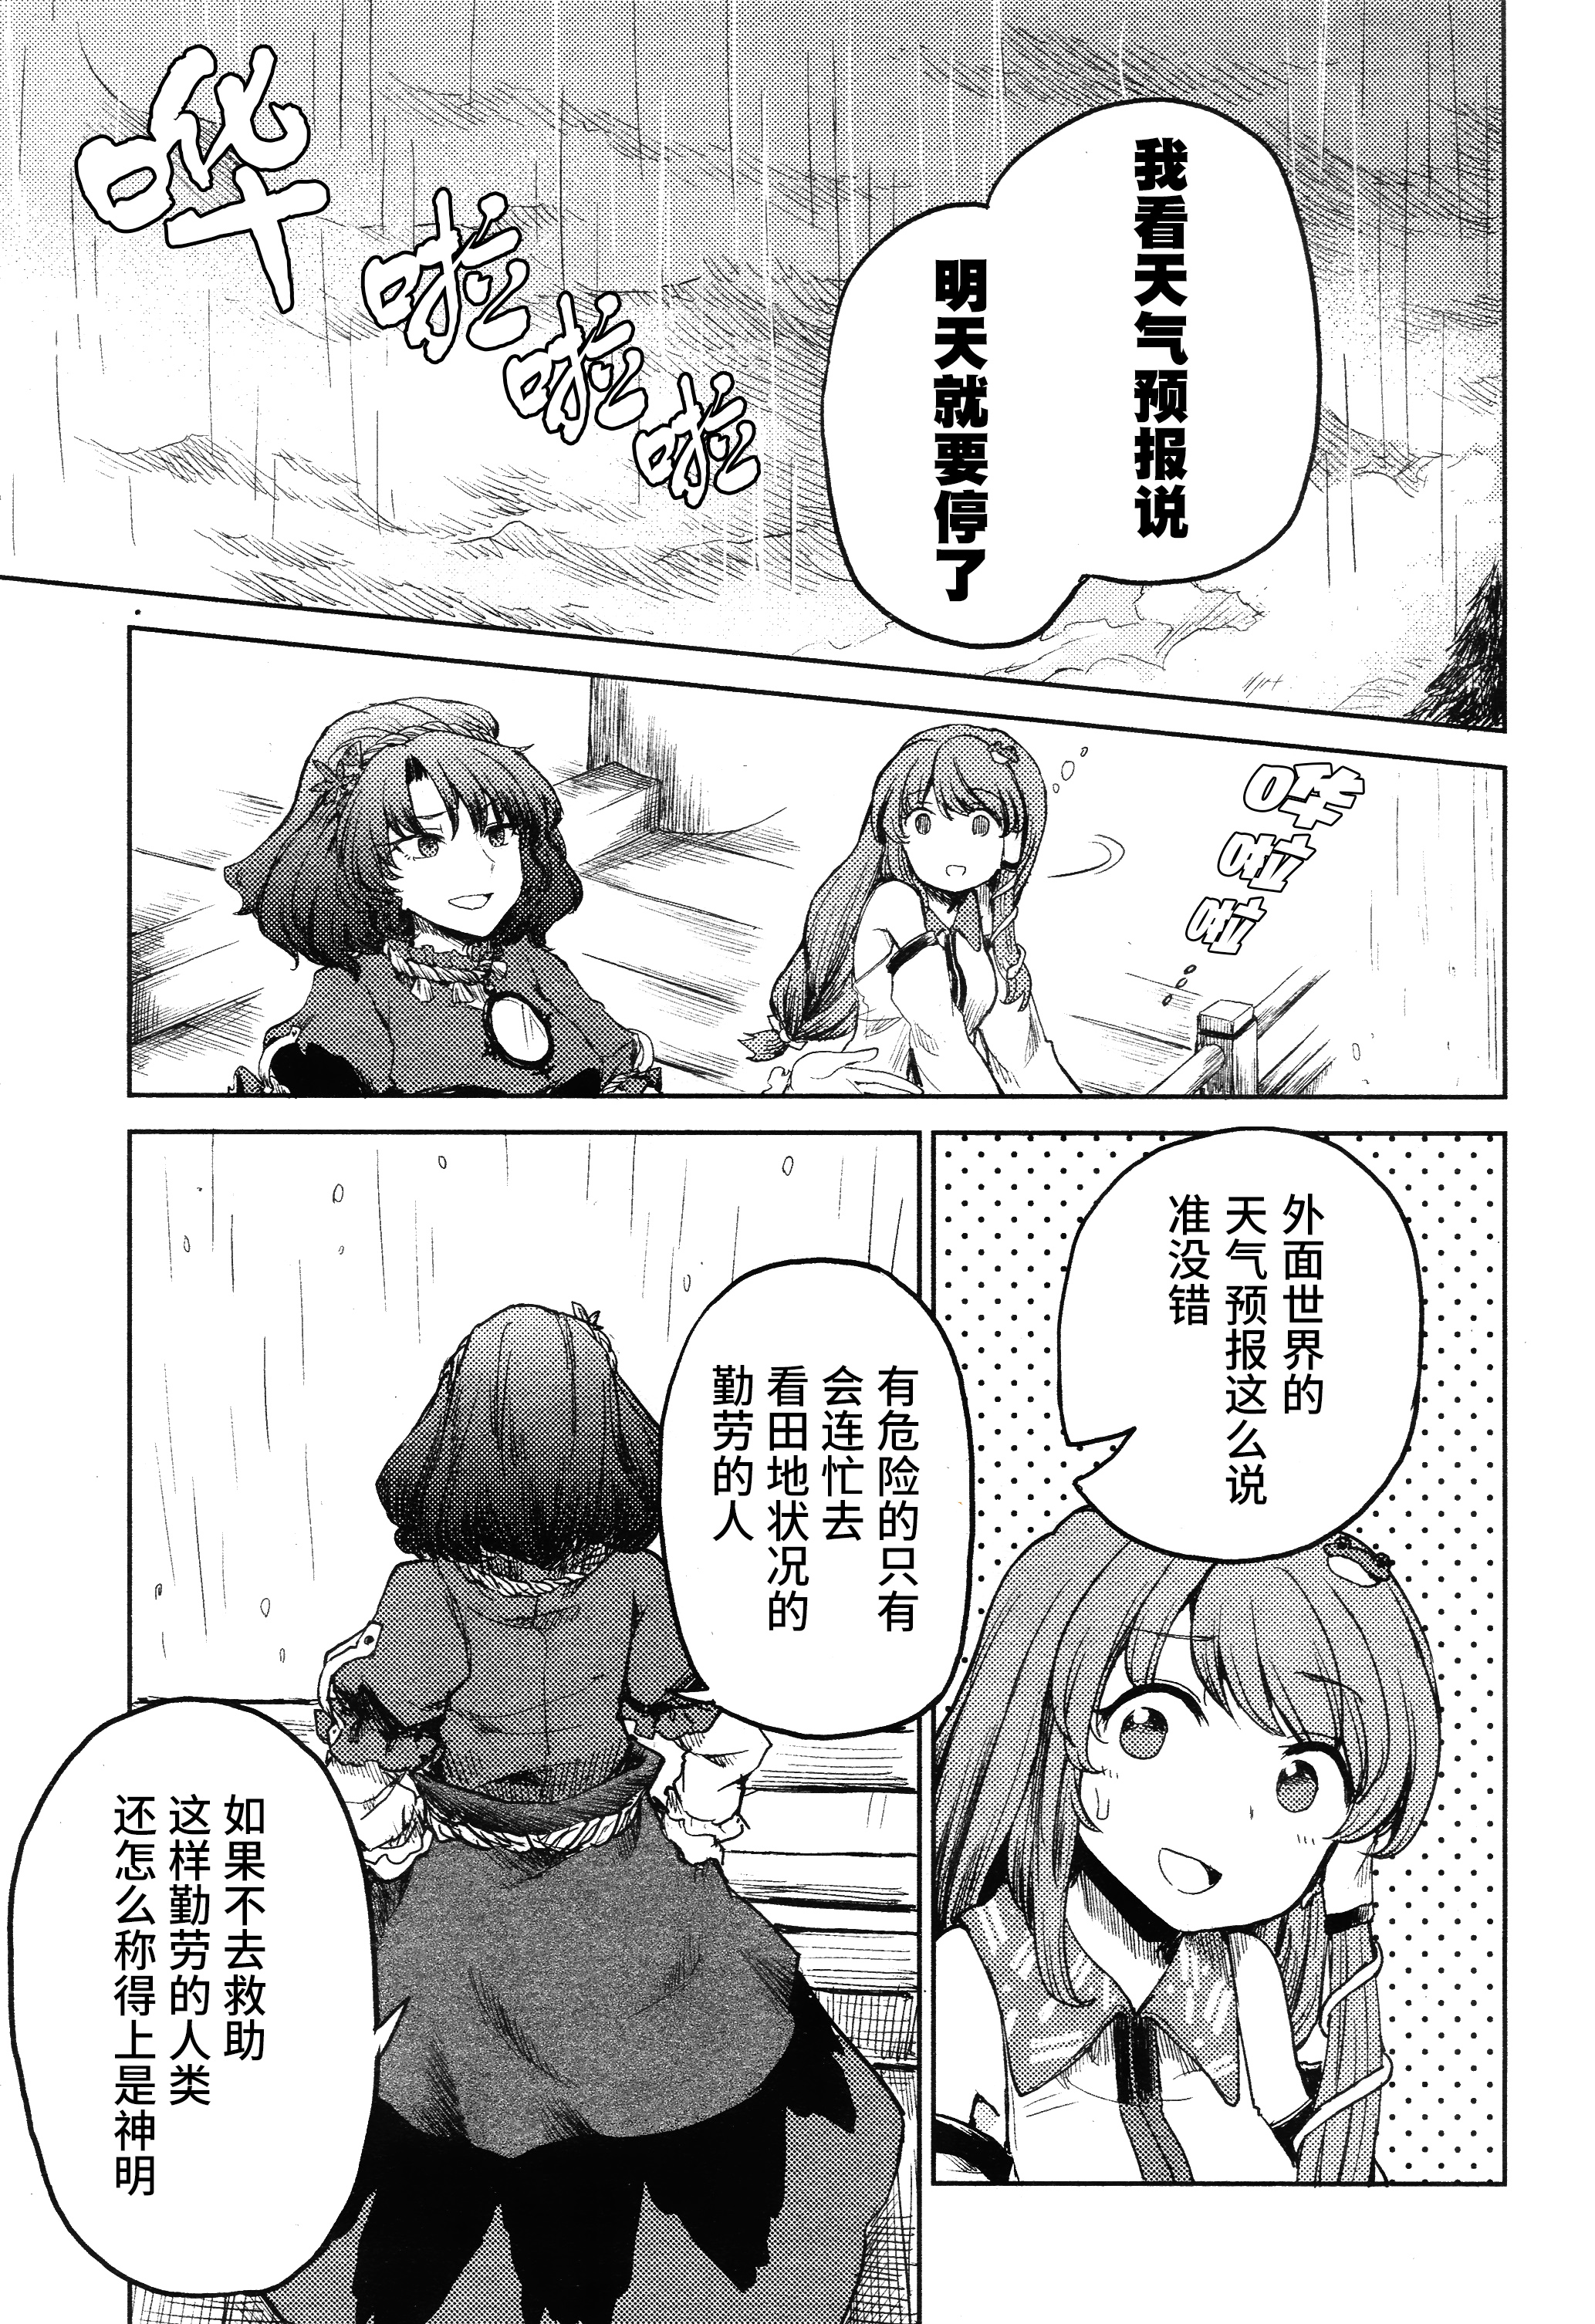 我看天气预报说
明天就要停了
哗
啦
啦
啦
哗
啦
啦
外面世界的
天气预报这么说
准没错
有危险的只有
会连忙去
看田地状况的
勤劳的人
如果不去救助
这样勤劳的人类
还怎么称得上是神明